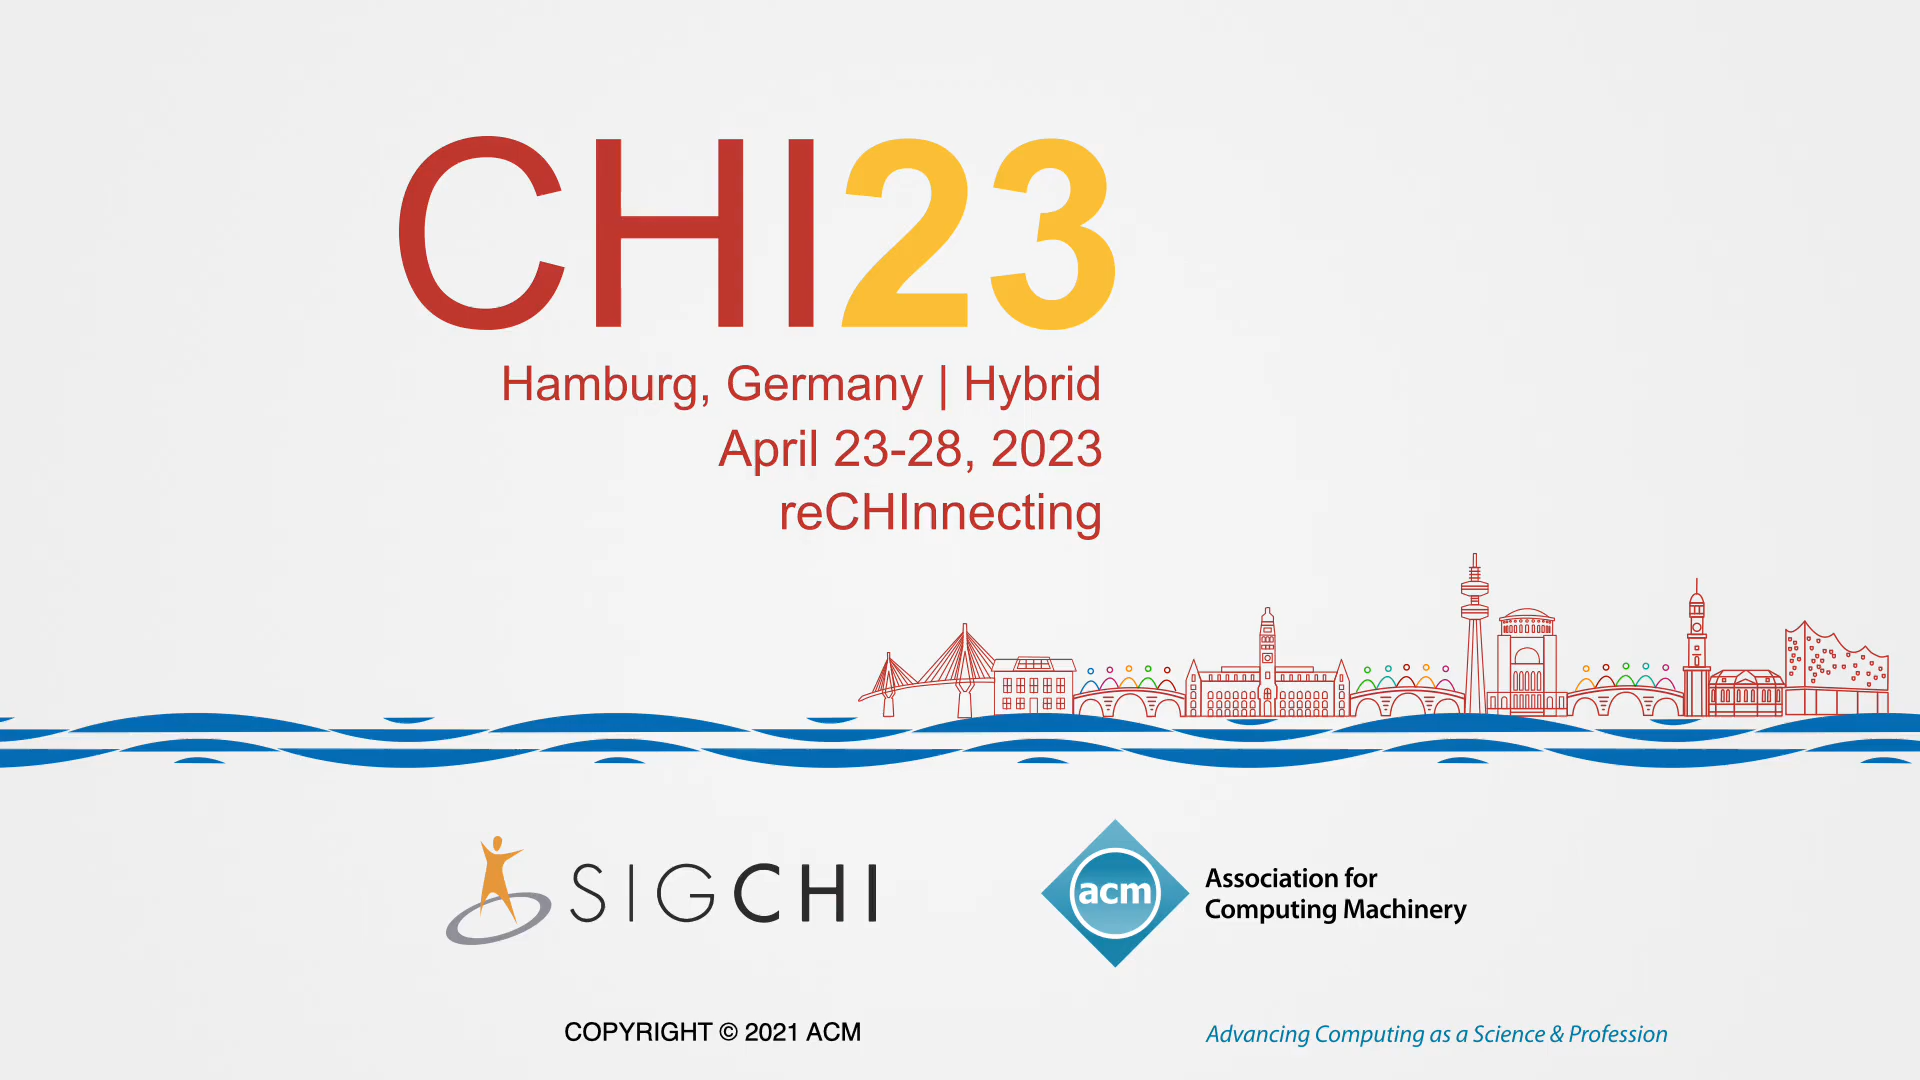 CHI23
Hamburg, Germany | Hybrid
April 23-28, 2023
reCHInnecting
SIGCHI
acm
Association for
Computing Machinery
COPYRIGHT © 2021 ACM
Advancing Computing as a Science & Profession